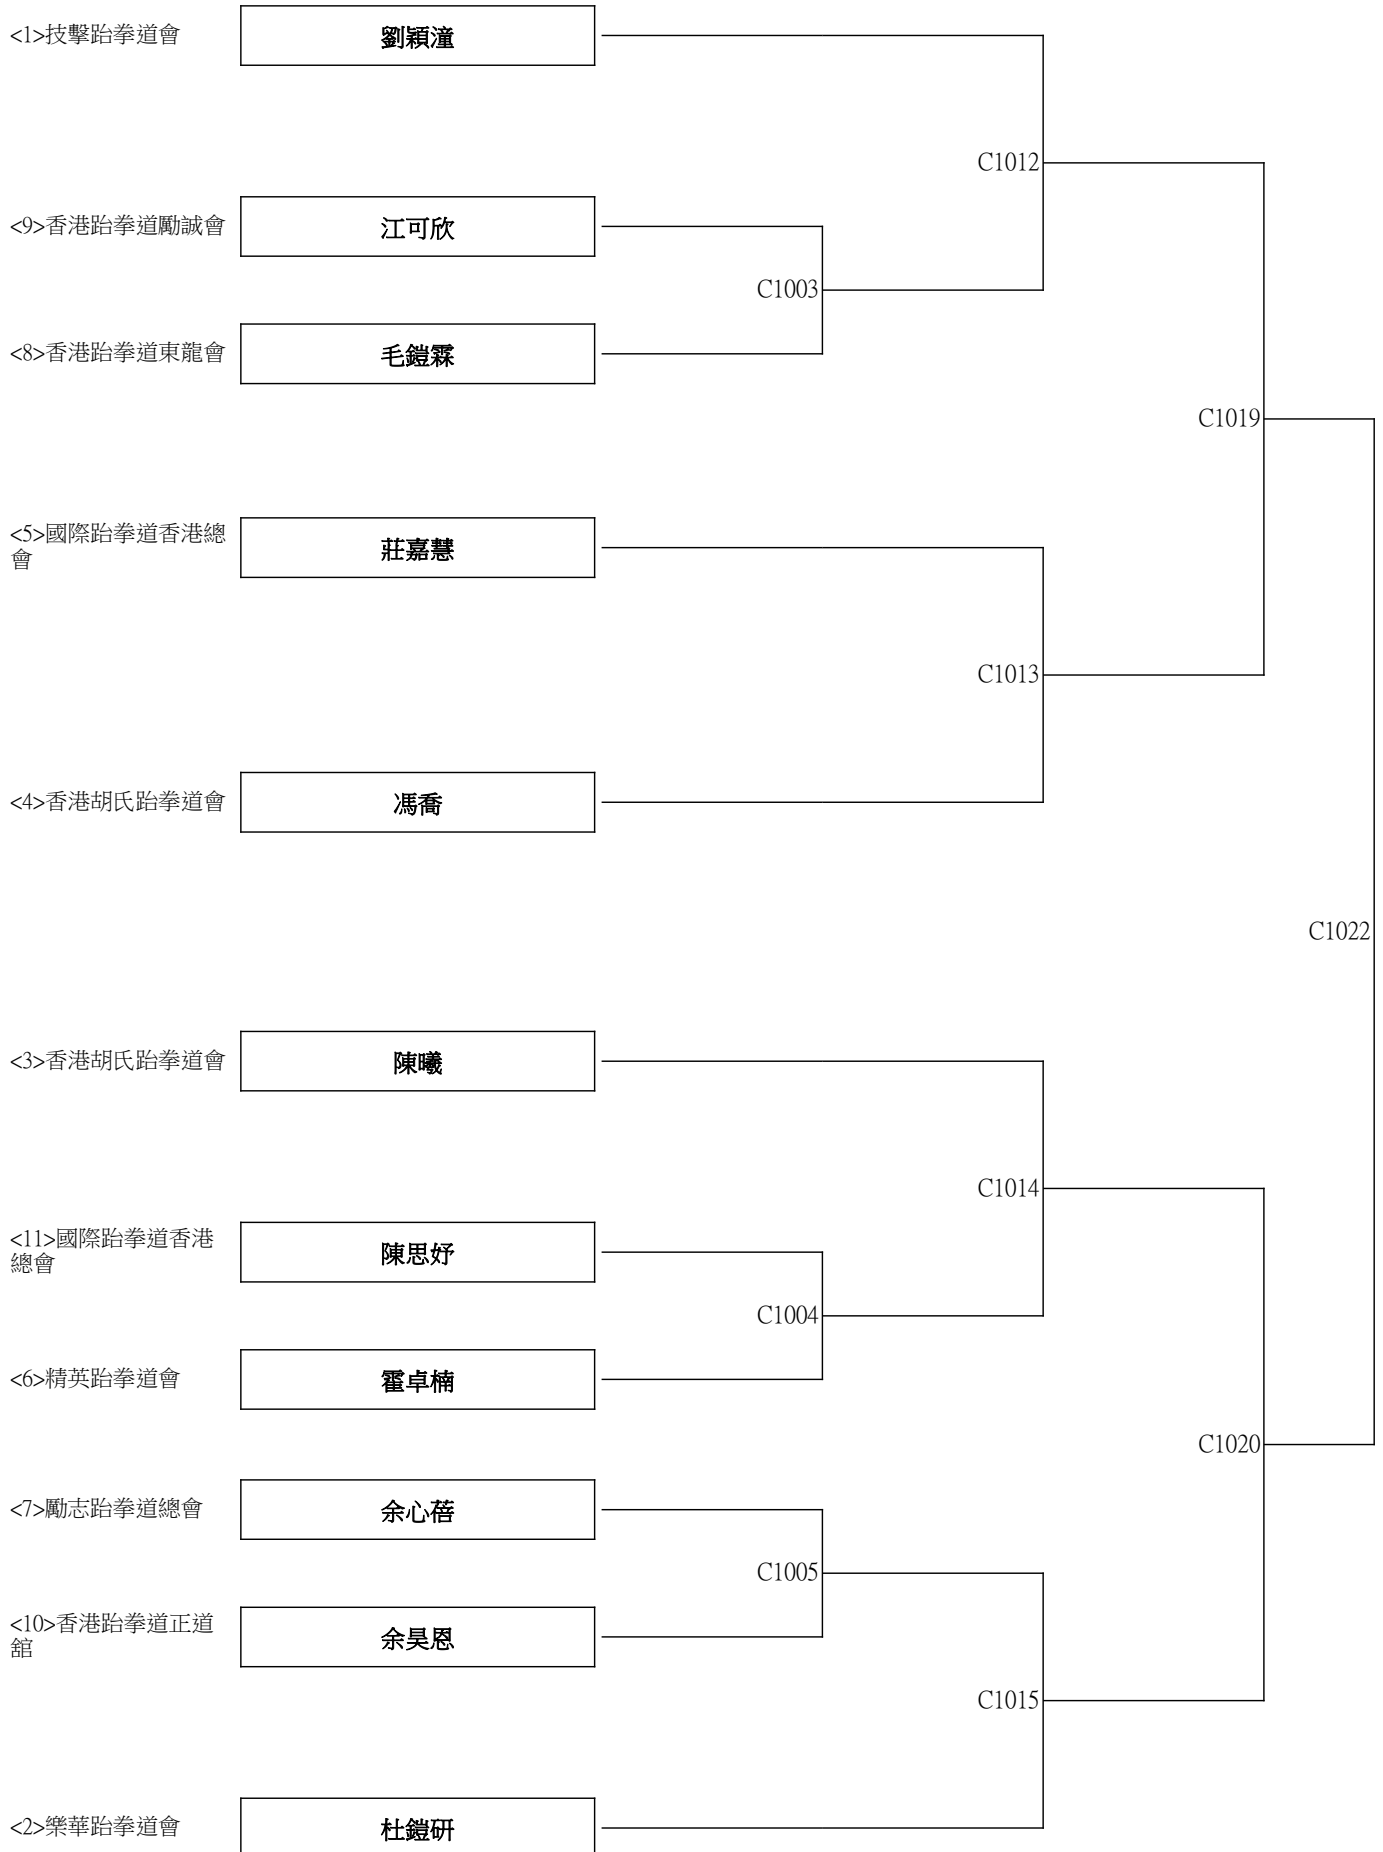 <1>技擊跆拳道會
劉穎潼
C1012
<9>香港跆拳道勵誠會
江可欣
C1003
<8>香港跆拳道東龍會
毛鎧霖
C1019
<5>國際跆拳道香港總
會
莊嘉慧
C1013
<4>香港胡氏跆拳道會
馮喬
C1022
<3>香港胡氏跆拳道會
陳曦
C1014
<11>國際跆拳道香港
總會
陳思妤
C1004
<6>精英跆拳道會
霍卓楠
C1020
<7>勵志跆拳道總會
余心蓓
C1005
<10>香港跆拳道正道
舘
余昊恩
C1015
<2>樂華跆拳道會
杜鎧研